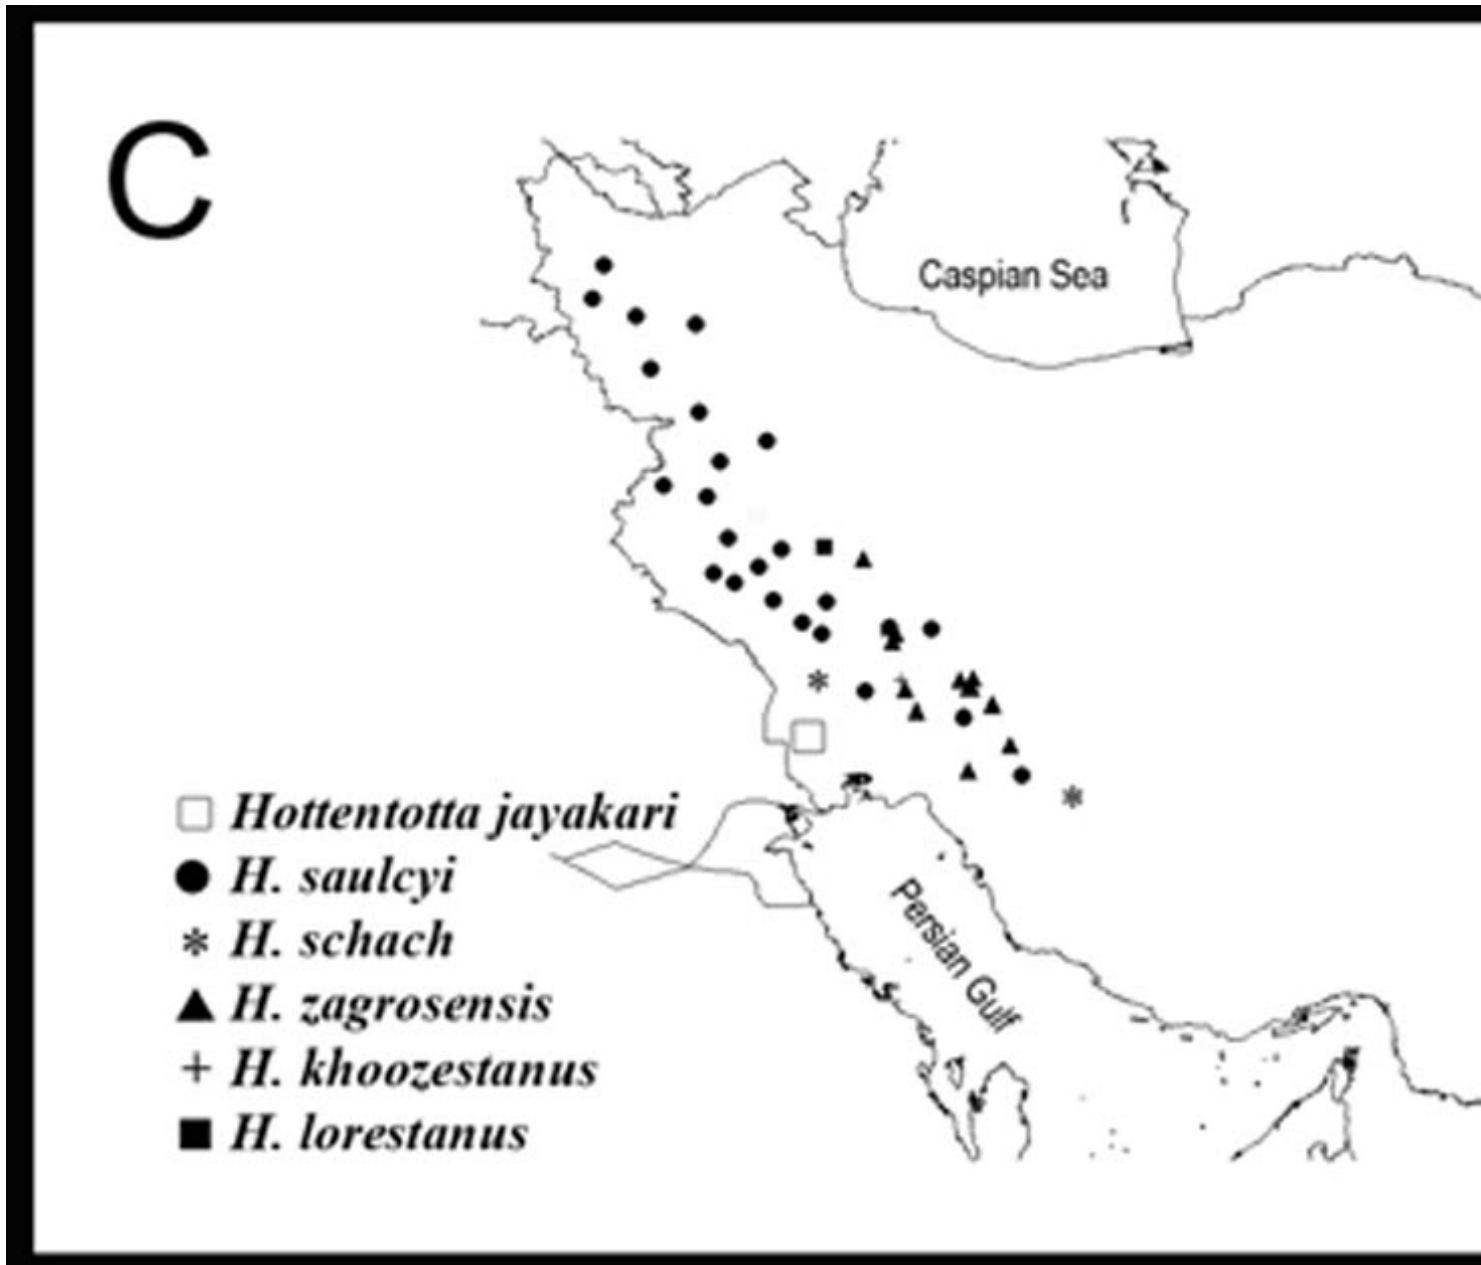 C
Caspian Sea
Hottentotta jayakari
H. saulcyi
H. schach
H. zagrosensis
H. khoozestanus
H. lorestanus
Persian Gulf